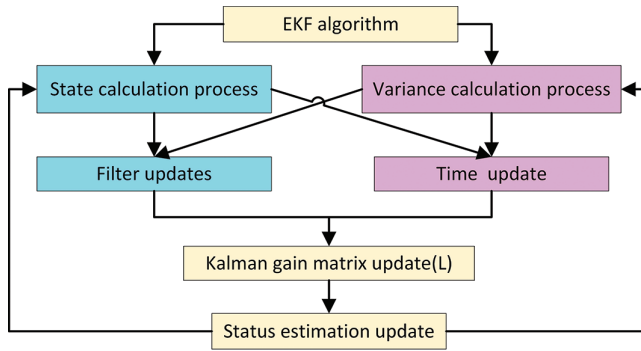 EKF algorithm
State calculation process
Variance calculation process
Filter updates
Time update
Kalman gain matrix update(L)
Status estimation update